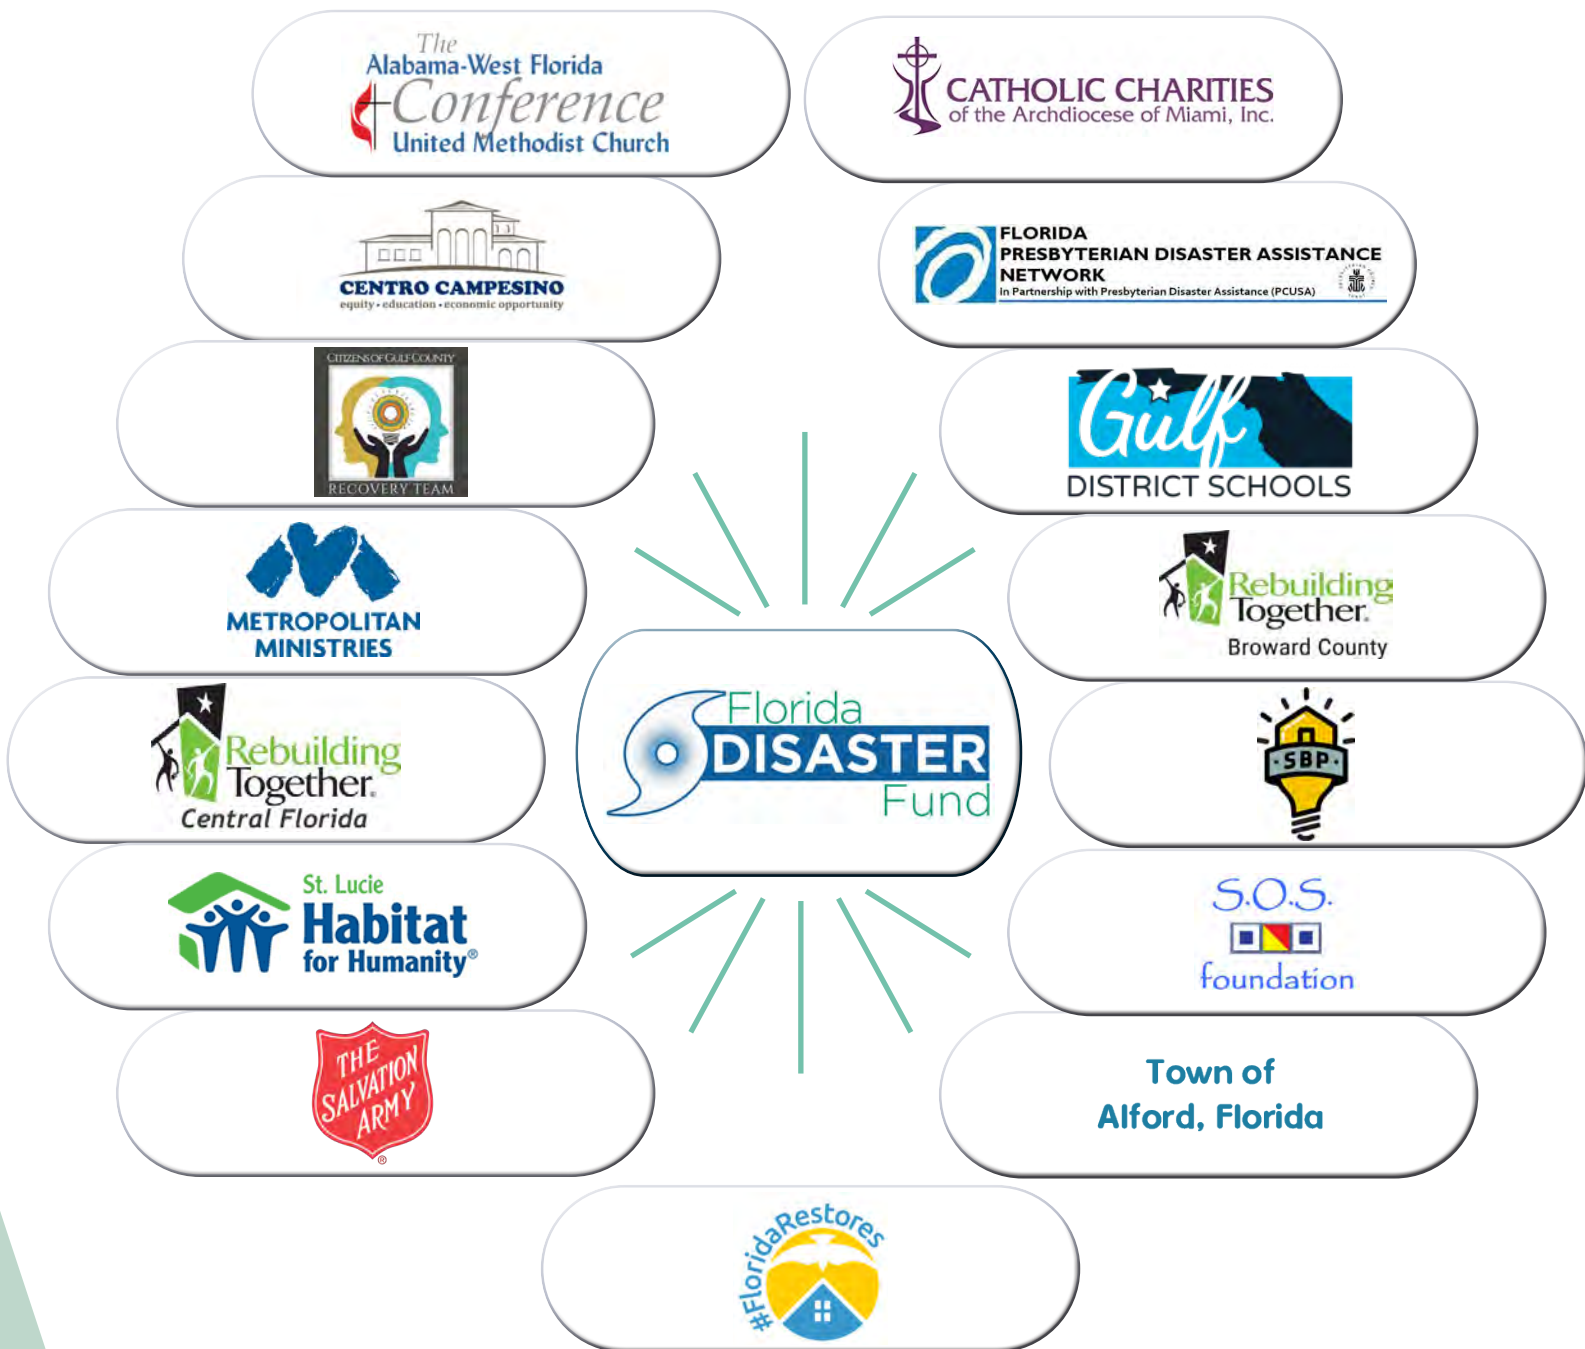 The
Alabama-West Florida
Conference
United Methodist Church
CATHOLIC CHARITIES
of the Archdiocese of Miami, Inc.
CENTRO CAMPESINO
equity • education • economic opportunity
FLORIDA
PRESBYTERIAN DISASTER ASSISTANCE
NETWORK
In Partnership with Presbyterian Disaster Assistance (PCUSA)
CITIZENS OF GULF COUNTY
RECOVERY TEAM
Gulf
DISTRICT SCHOOLS
METROPOLITAN
MINISTRIES
Rebuilding
Together.
Broward County
Florida
DISASTER
Fund
Rebuilding
Together.
Central Florida
·SBP·
St. Lucie
Habitat
for Humanity®
S.O.S.
foundation
THE
SALVATION
ARMY
®
Town of
Alford, Florida
#FloridaRestores